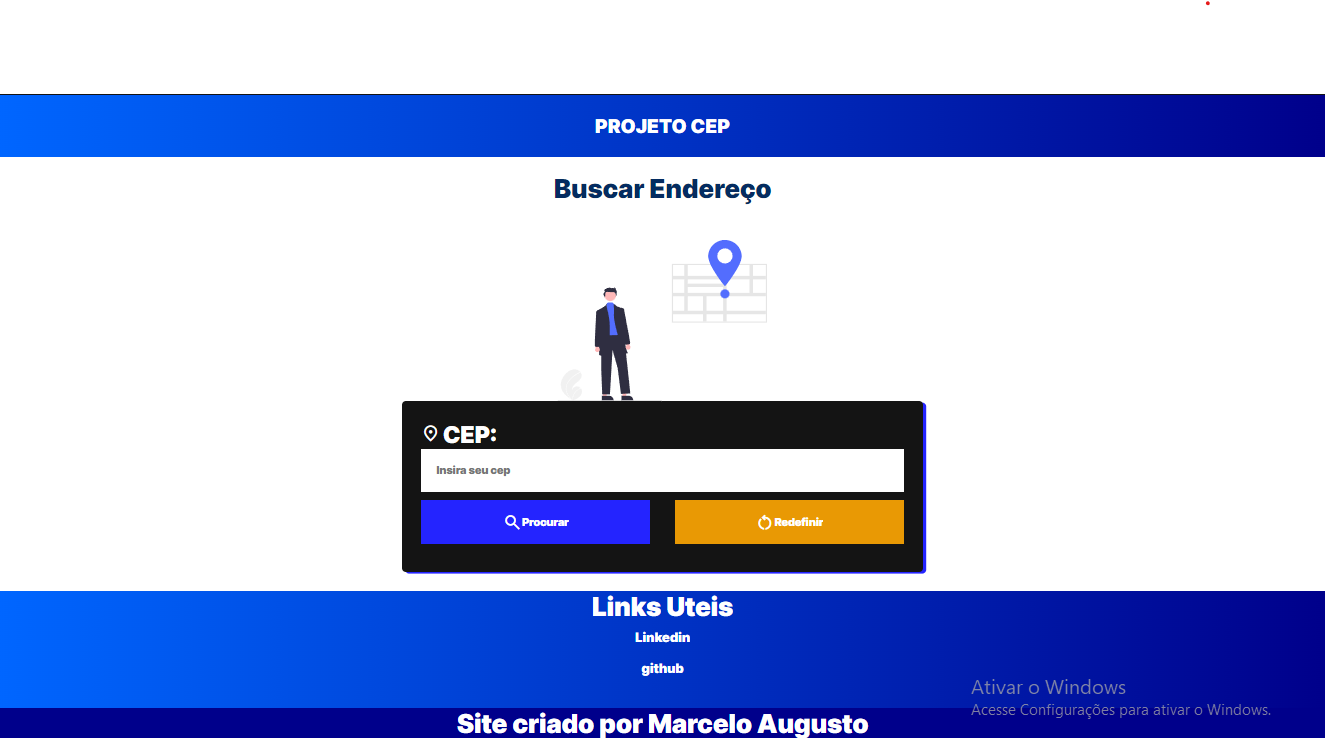 PROJETO CEP
Buscar Endereço
CEP:
Insira seu cep
Procurar
Redefinir
Links Uteis
Linkedin
github
Ativar o Windows
Acesse Configurações para ativar o Windows.
Site criado por Marcelo Augusto